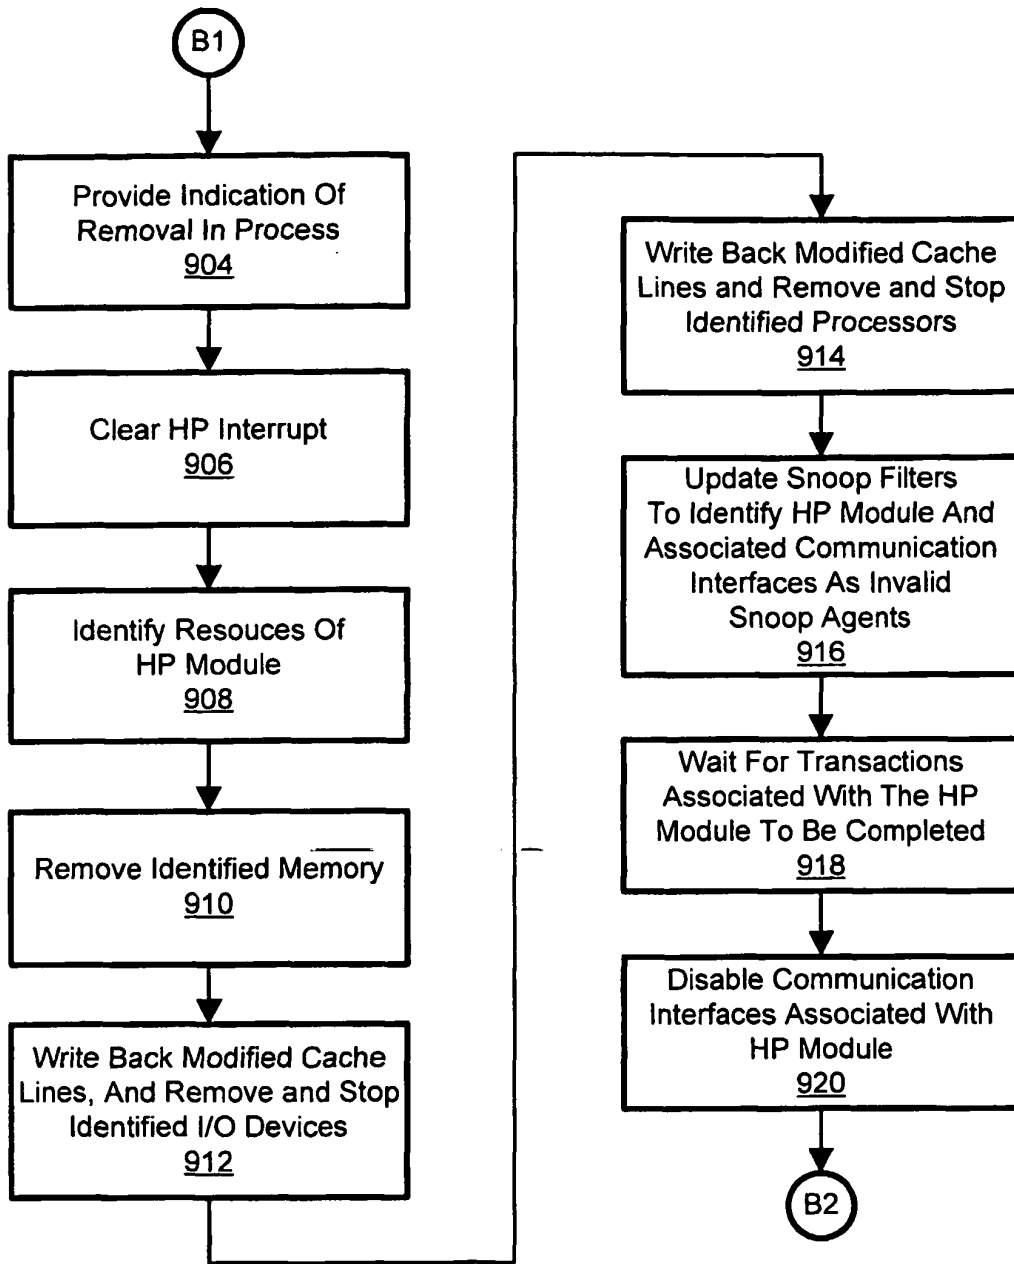 B1
Provide Indication Of
Removal In Process
904
Clear HP Interrupt
906
Identify Resouces Of
HP Module
908
Remove Identified Memory
910
Write Back Modified Cache
Lines, And Remove and Stop
Identified I/O Devices
912
Write Back Modified Cache
Lines and Remove and Stop
Identified Processors
914
Update Snoop Filters
To Identify HP Module And
Associated Communication
Interfaces As Invalid
Snoop Agents
916
Wait For Transactions
Associated With The HP
Module To Be Completed
918
Disable Communication
Interfaces Associated With
HP Module
920
B2